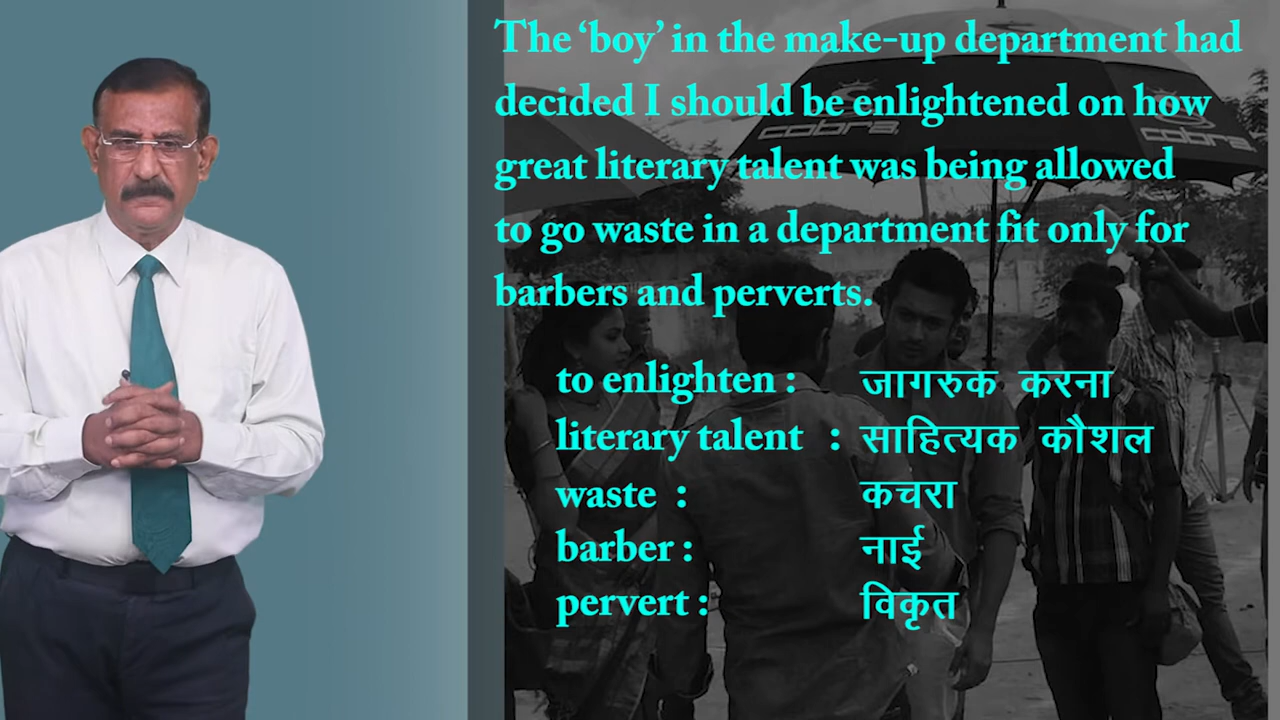 The ‘boy’ in the make-up department had
decided I should be enlightened on how
great literary talent was being allowed
to go waste in a department fit only for
barbers and perverts.
to enlighten : जागरुक करना
literary talent : साहित्यक कौशल
waste : कचरा
barber : नाई
pervert : विकृत
cobra
cobra